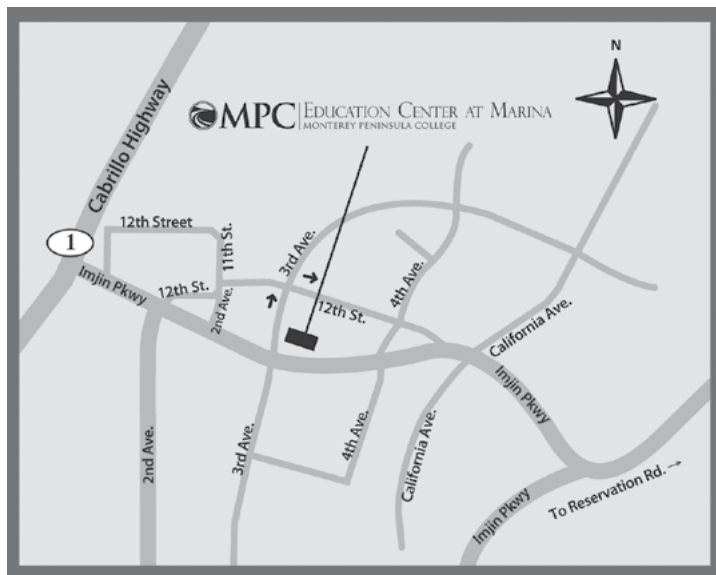 N
MPC EDUCATION CENTER AT MARINA
MONTEREY PENINSULA COLLEGE
Cabrillo Highway
1
12th Street
11th St.
3rd Ave.
Imjin Pkwy
12th St.
2nd Ave.
12th St.
4th Ave.
California Ave.
Imjin Pkwy
2nd Ave.
3rd Ave.
4th Ave.
California Ave.
Imjin Pkwy
To Reservation Rd. →